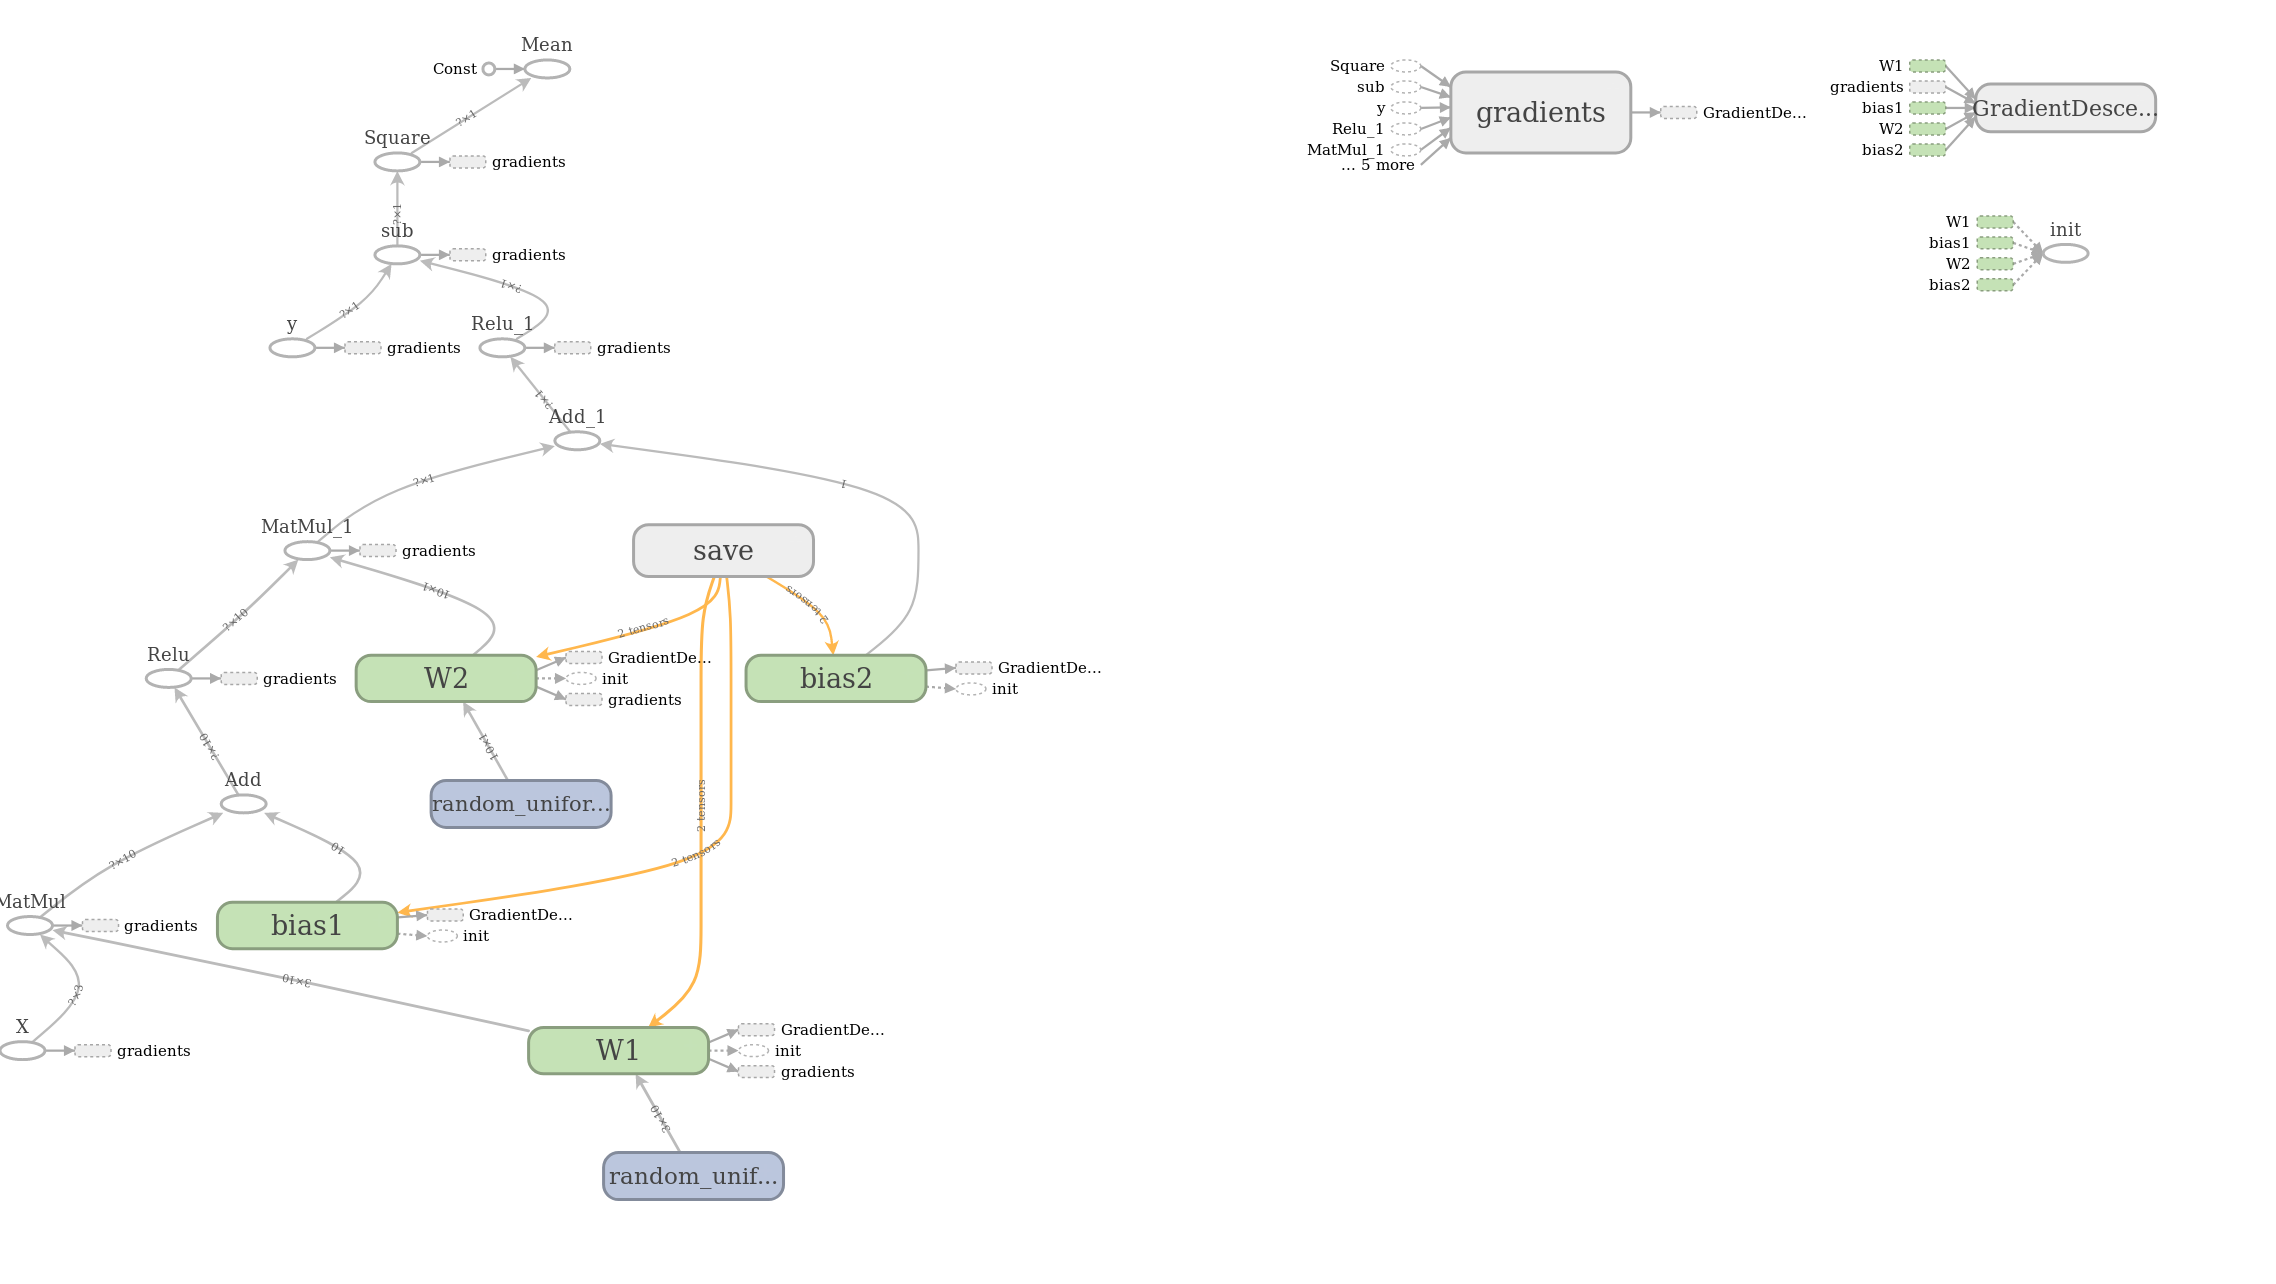 Mean
Const
?×1
Square
gradients
?×1
sub
gradients
?×1
?×1
y
gradients
Relu_1
gradients
?×1
Add_1
?×1
1
MatMul_1
gradients
save
10×1
2 tensors
2 tensors
?×10
Relu
gradients
W2
GradientDe...
init
gradients
bias2
GradientDe...
init
?×10
10×1
Add
random_unifor...
2 tensors
2 tensors
?×10
10
MatMul
gradients
bias1
GradientDe...
init
3×10
?×3
X
gradients
W1
GradientDe...
init
gradients
3×10
random_unif...
Square
sub
y
Relu_1
MatMul_1
... 5 more
gradients
GradientDe...
W1
gradients
bias1
W2
bias2
GradientDesce...
W1
bias1
W2
bias2
init